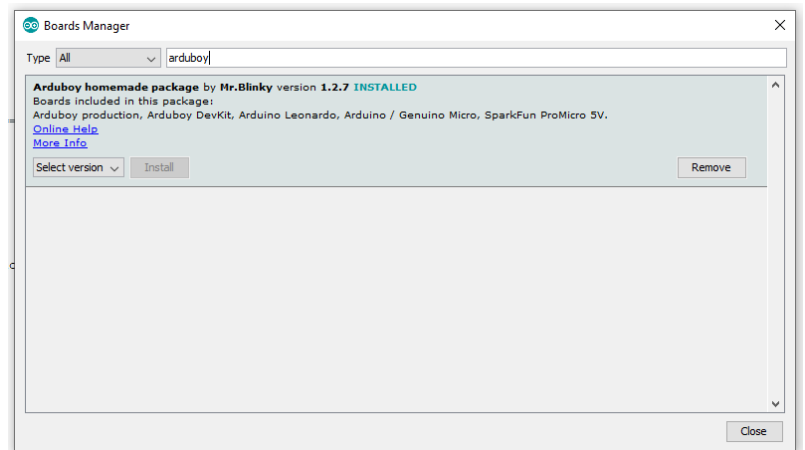 Boards Manager
Type All arduboy
Arduboy homemade package by Mr.Blinky version 1.2.7 INSTALLED
Boards included in this package:
Arduboy production, Arduboy DevKit, Arduino Leonardo, Arduino / Genuino Micro, SparkFun ProMicro 5V.
Online Help
More Info
Select version Install Remove
Close